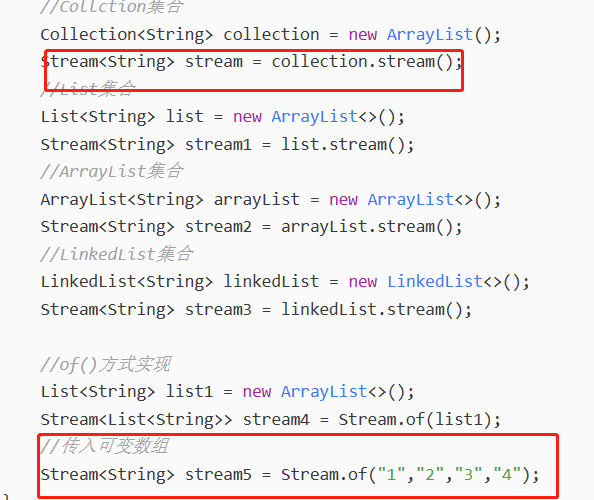 //Collction集合
Collection<String> collection = new ArrayList();
Stream<String> stream = collection.stream();
//List集合
List<String> list = new ArrayList<>();
Stream<String> stream1 = list.stream();
//ArrayList集合
ArrayList<String> arrayList = new ArrayList<>();
Stream<String> stream2 = arrayList.stream();
//LinkedList集合
LinkedList<String> linkedList = new LinkedList<>();
Stream<String> stream3 = linkedList.stream();
//of()方式实现
List<String> list1 = new ArrayList<>();
Stream<List<String>> stream4 = Stream.of(list1);
//传入可变数组
Stream<String> stream5 = Stream.of("1","2","3","4");
}